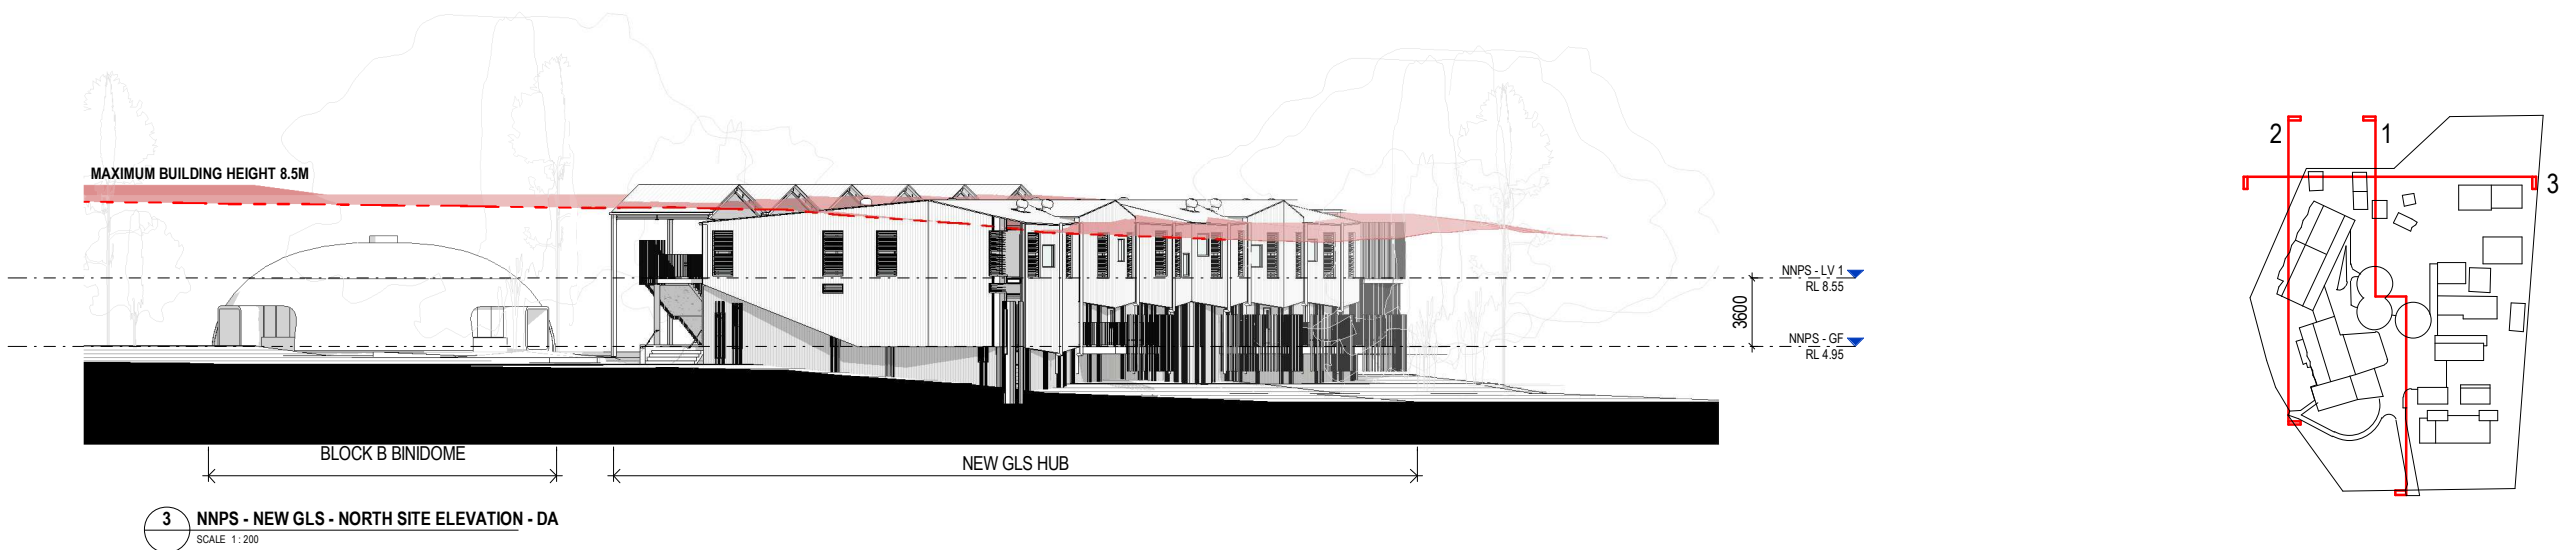 MAXIMUM BUILDING HEIGHT 8.5M
NNPS - LV 1
RL 8.55
3600
NNPS - GF
RL 4.95
BLOCK B BINIDOME
NEW GLS HUB
3 NNPS - NEW GLS - NORTH SITE ELEVATION - DA
SCALE 1 : 200
2
1
3